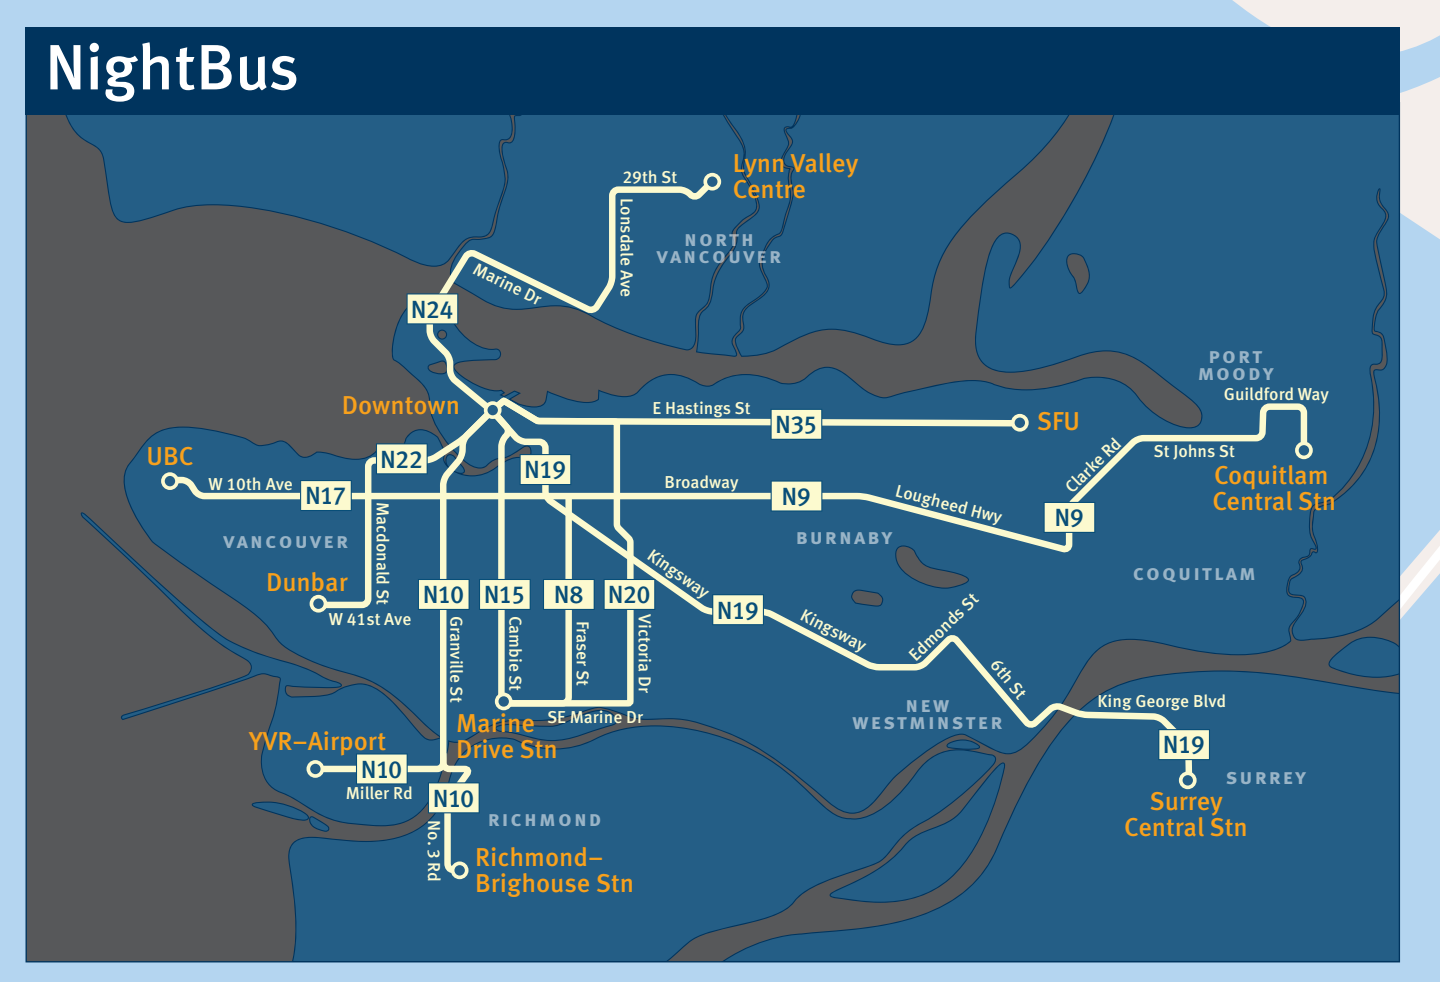 NightBus
Lynn Valley
Centre
29th St
Lonsdale Ave
NORTH
VANCOUVER
Marine Dr
N24
PORT
MOODY
Guildford Way
Downtown
E Hastings St
N35
SFU
Clarke Rd
St Johns St
Coquitlam
Central Stn
UBC
N22
N19
W 10th Ave
N17
Broadway
N9
Lougheed Hwy
N9
Macdonald St
VANCOUVER
BURNABY
COQUITLAM
Dunbar
W 41st Ave
Kingsway
N10
N15
N8
N20
N19
Kingsway
Edmonds St
Granville St
Cambie St
Fraser St
Victoria Dr
6th St
NEW
WESTMINSTER
King George Blvd
SE Marine Dr
Marine
Drive Stn
YVR–Airport
N10
Miller Rd
N19
SURREY
Surrey
Central Stn
N10
RICHMOND
No. 3 Rd
Richmond–
Brighouse Stn